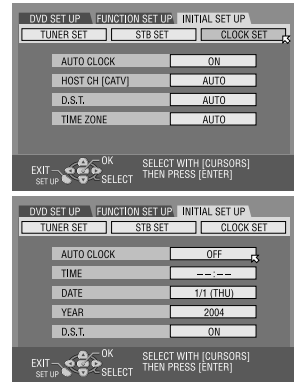 DVD SET UP FUNCTION SET UP INITIAL SET UP
TUNER SET STB SET CLOCK SET
AUTO CLOCK ON
HOST CH [CATV] AUTO
D.S.T. AUTO
TIME ZONE AUTO
OK SELECT WITH [CURSORS]
EXIT THEN PRESS [ENTER]
SET UP SELECT
DVD SET UP FUNCTION SET UP INITIAL SET UP
TUNER SET STB SET CLOCK SET
AUTO CLOCK OFF
TIME --:--
DATE 1/1 (THU)
YEAR 2004
D.S.T. ON
OK SELECT WITH [CURSORS]
EXIT THEN PRESS [ENTER]
SET UP SELECT